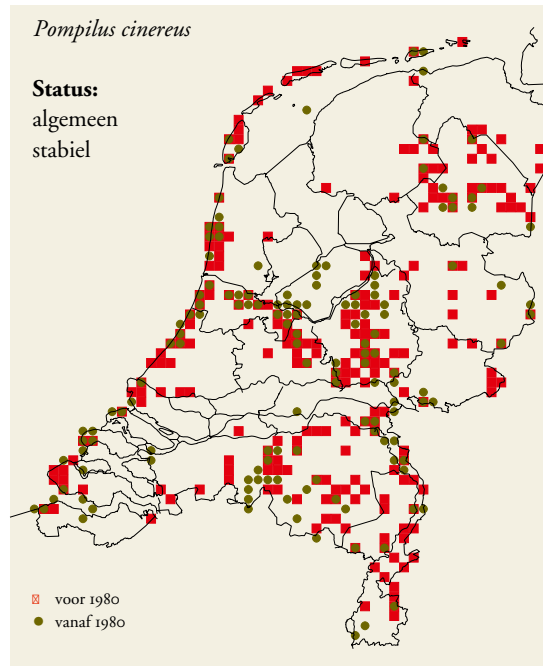 Pompilus cinereus
Status:
algemeen
stabiel
voor 1980
vanaf 1980